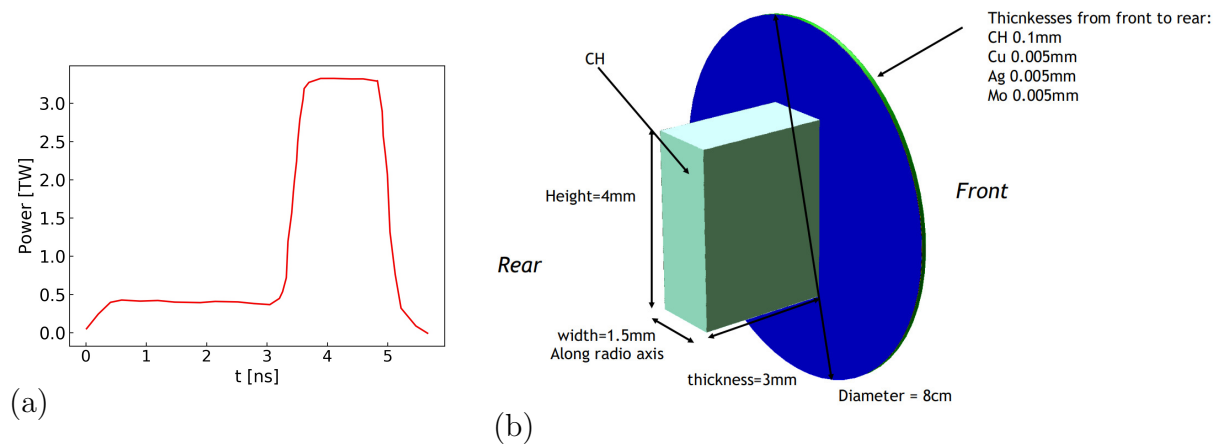 (a)
Power [TW]
3.0
2.5
2.0
1.5
1.0
0.5
0.0
0 1 2 3 4 5
t [ns]
(b)
Thicnkesses from front to rear:
CH 0.1mm
Cu 0.005mm
Ag 0.005mm
Mo 0.005mm
CH
Height=4mm
Front
Rear
width=1.5mm
Along radio axis
thickness=3mm
Diameter = 8cm